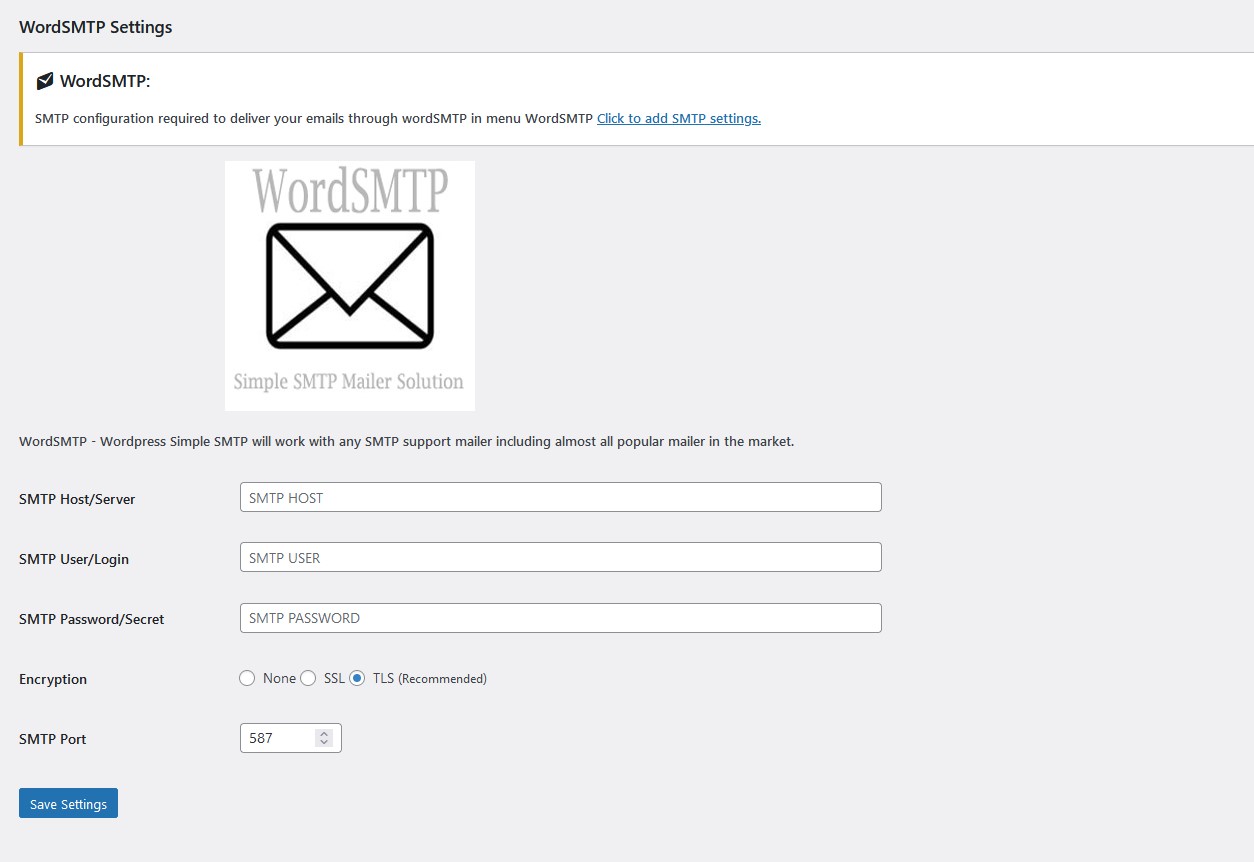 WordSMTP Settings
WordSMTP:
SMTP configuration required to deliver your emails through wordSMTP in menu WordSMTP Click to add SMTP settings.
WordSMTP
Simple SMTP Mailer Solution
WordSMTP - Wordpress Simple SMTP will work with any SMTP support mailer including almost all popular mailer in the market.
SMTP Host/Server SMTP HOST
SMTP User/Login SMTP USER
SMTP Password/Secret SMTP PASSWORD
Encryption None SSL TLS (Recommended)
SMTP Port 587
Save Settings